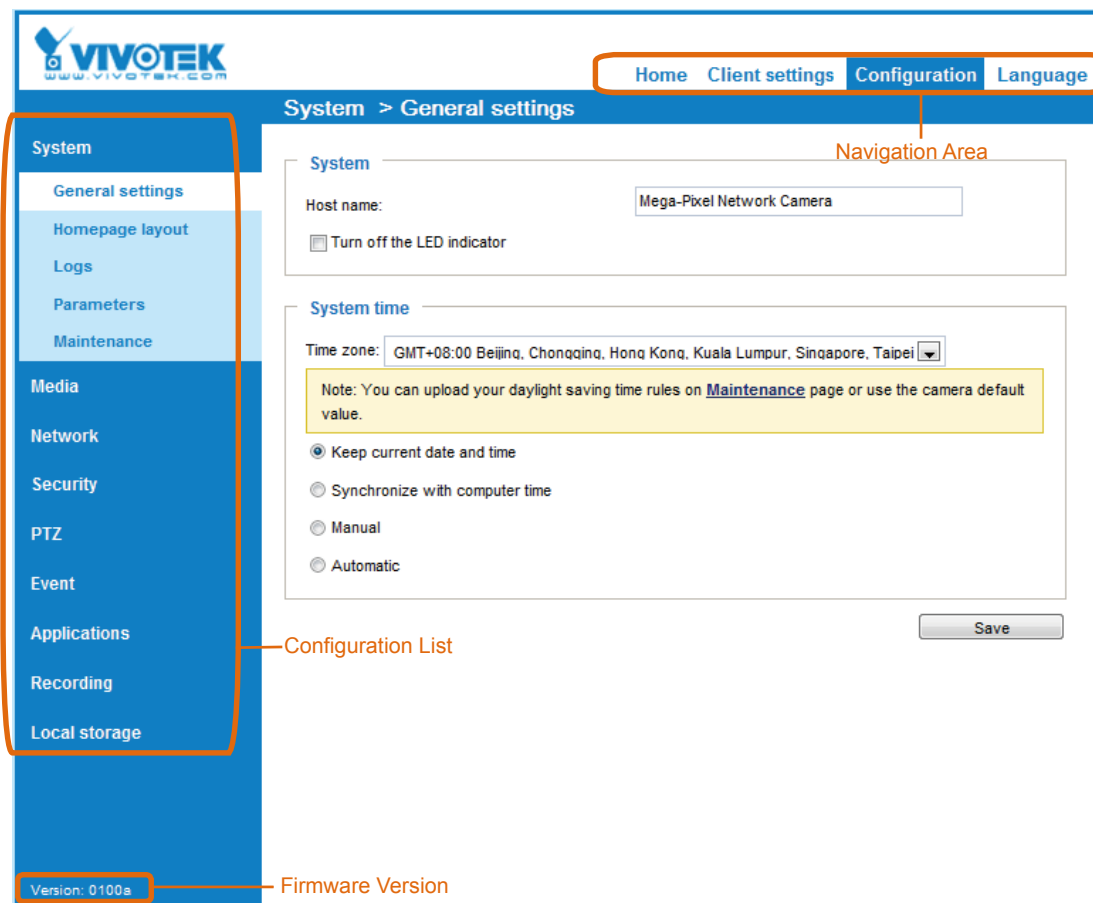 VIVOTEK
www.vivotek.com
Home Client settings Configuration Language
System > General settings
Navigation Area
System
General settings
Homepage layout
Logs
Parameters
Maintenance
Media
Network
Security
PTZ
Event
Applications
Recording
Local storage
Version: 0100a
System
Host name: Mega-Pixel Network Camera
Turn off the LED indicator
System time
Time zone: GMT+08:00 Beijing, Chongqing, Hong Kong, Kuala Lumpur, Singapore, Taipei
Note: You can upload your daylight saving time rules on Maintenance page or use the camera default
value.
Keep current date and time
Synchronize with computer time
Manual
Automatic
Save
Configuration List
Firmware Version